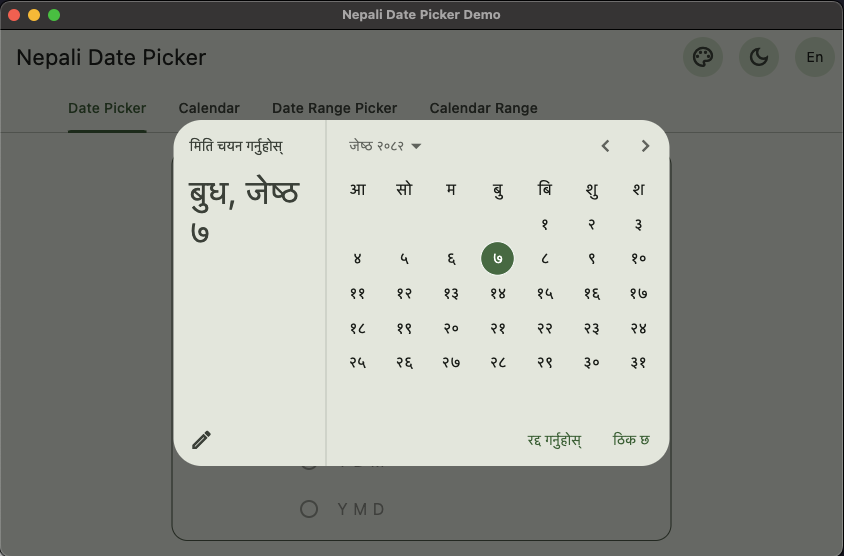 Nepali Date Picker Demo
Nepali Date Picker
En
Date Picker Calendar Date Range Picker Calendar Range
मिति चयन गर्नुहोस्
बुध, जेष्ठ
७
जेष्ठ २०८२
आ सो म बु बि शु श
१ २ ३
४ ५ ६ ७ ८ ९ १०
११ १२ १३ १४ १५ १६ १७
१८ १९ २० २१ २२ २३ २४
२५ २६ २७ २८ २९ ३० ३१
रद्द गर्नुहोस् ठिक छ
Y M D